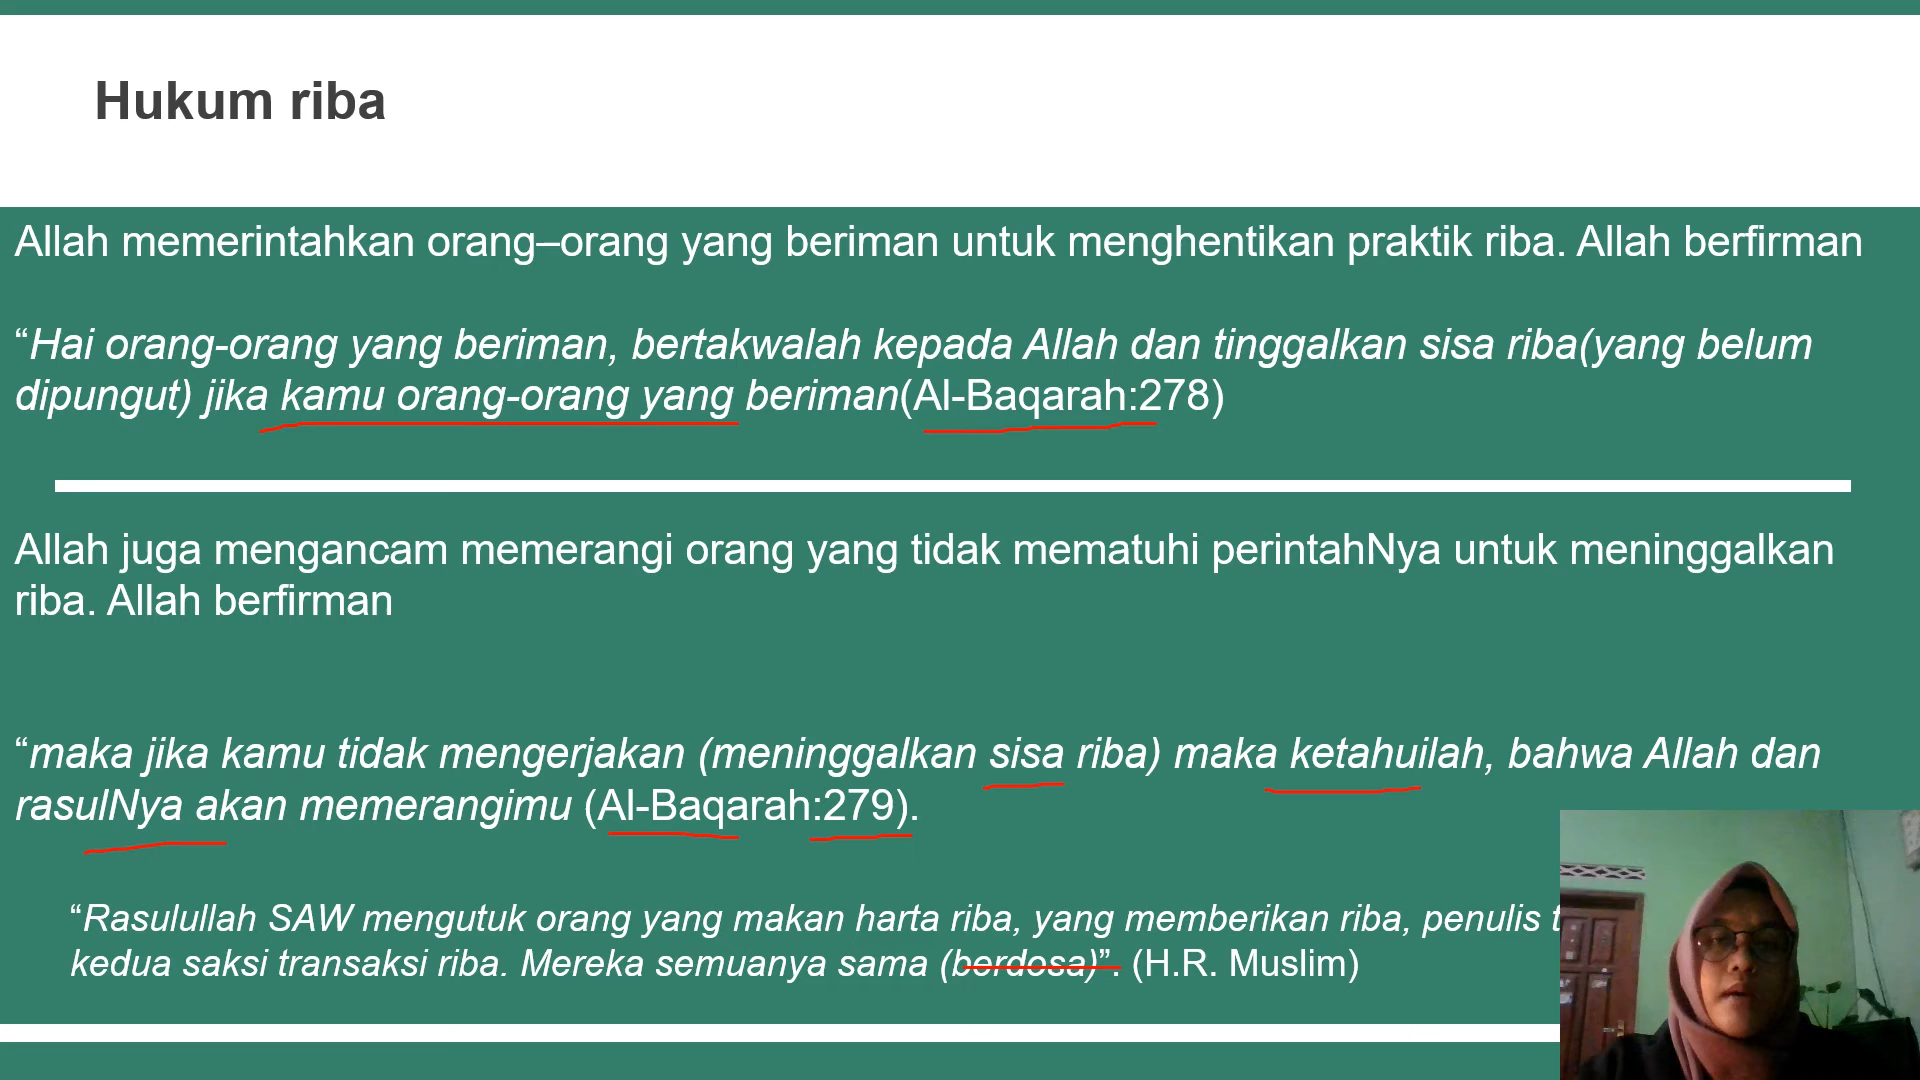 Hukum riba
Allah memerintahkan orang–orang yang beriman untuk menghentikan praktik riba. Allah berfirman
“Hai orang-orang yang beriman, bertakwalah kepada Allah dan tinggalkan sisa riba(yang belum
dipungut) jika kamu orang-orang yang beriman(Al-Baqarah:278)
Allah juga mengancam memerangi orang yang tidak mematuhi perintahNya untuk meninggalkan
riba. Allah berfirman
“maka jika kamu tidak mengerjakan (meninggalkan sisa riba) maka ketahuilah, bahwa Allah dan
rasulNya akan memerangimu (Al-Baqarah:279).
“Rasulullah SAW mengutuk orang yang makan harta riba, yang memberikan riba, penulis
kedua saksi transaksi riba. Mereka semuanya sama (berdosa)”. (H.R. Muslim)